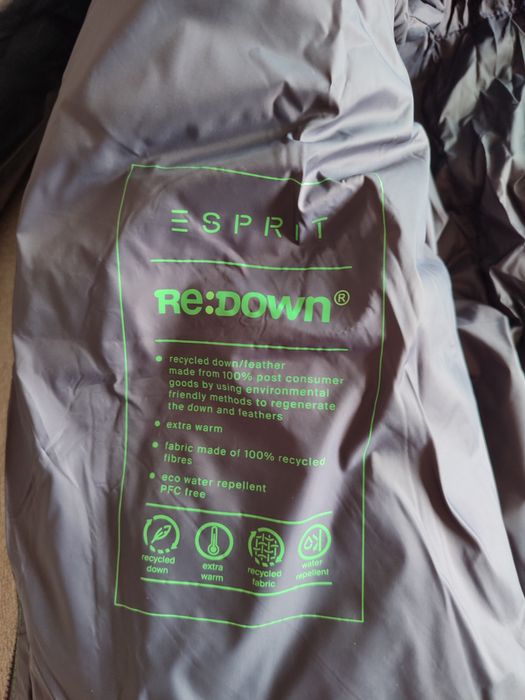 ESPRIT
Re:Down®
recycled down/feather
made from 100% post consumer
goods by using environmental
friendly methods to regenerate
the down and feathers
extra warm
fabric made of 100% recycled
fibres
eco water repellent
PFC free
recycled
down
extra
warm
recycled
fabric
water
repellent